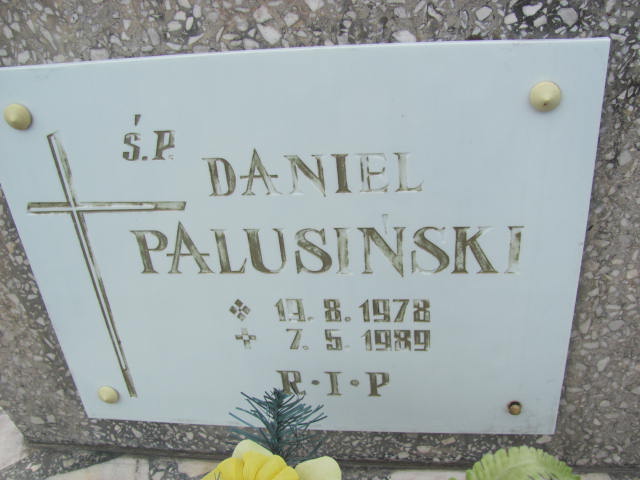 Ś.P.
DANIEL
PALUSIŃSKI
13.8.1978
7.5.1989
R·I·P